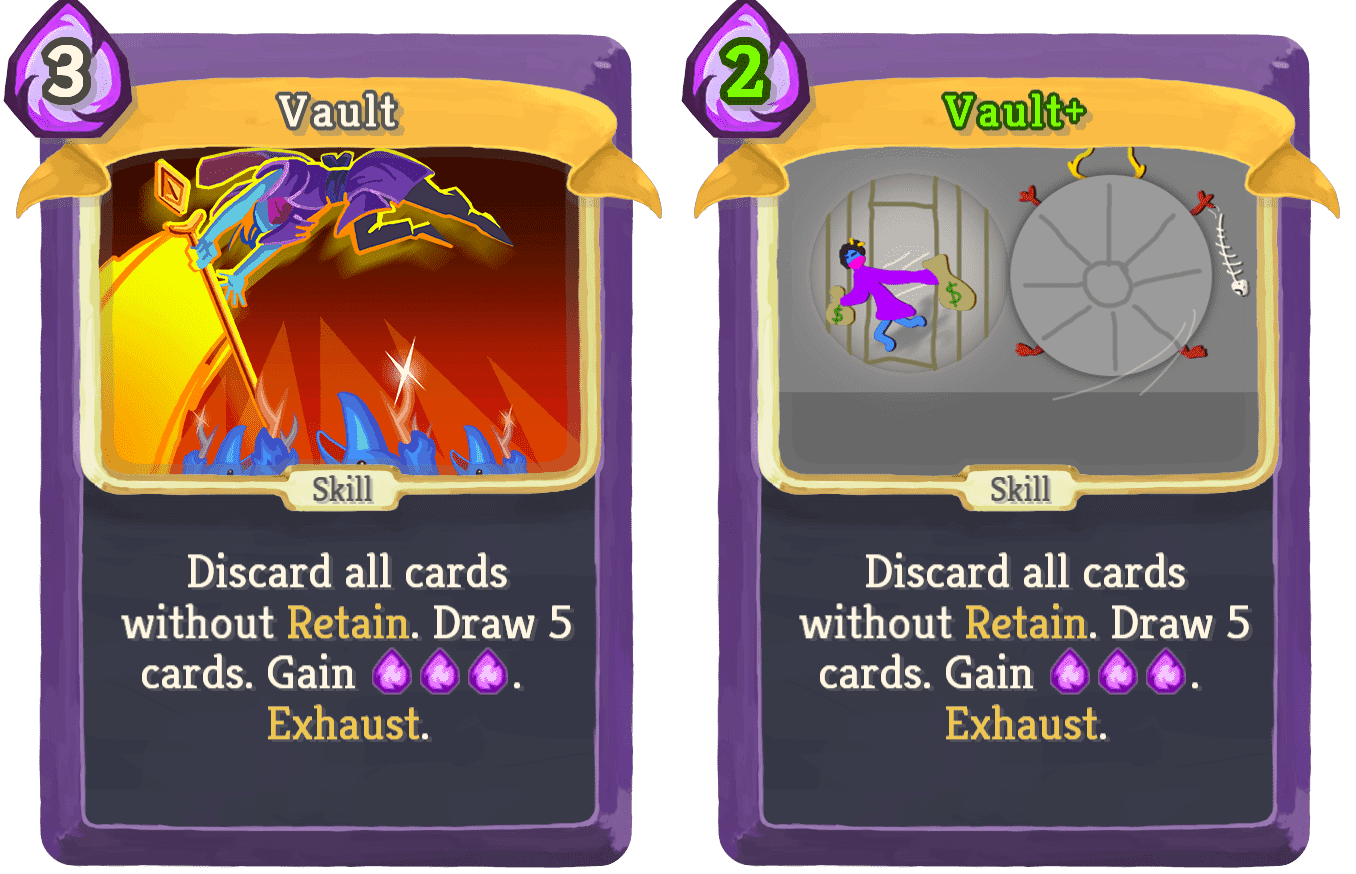 3
Vault
Skill
Discard all cards
without Retain. Draw 5
cards. Gain .
Exhaust.
2
Vault+
$
$
Skill
Discard all cards
without Retain. Draw 5
cards. Gain .
Exhaust.